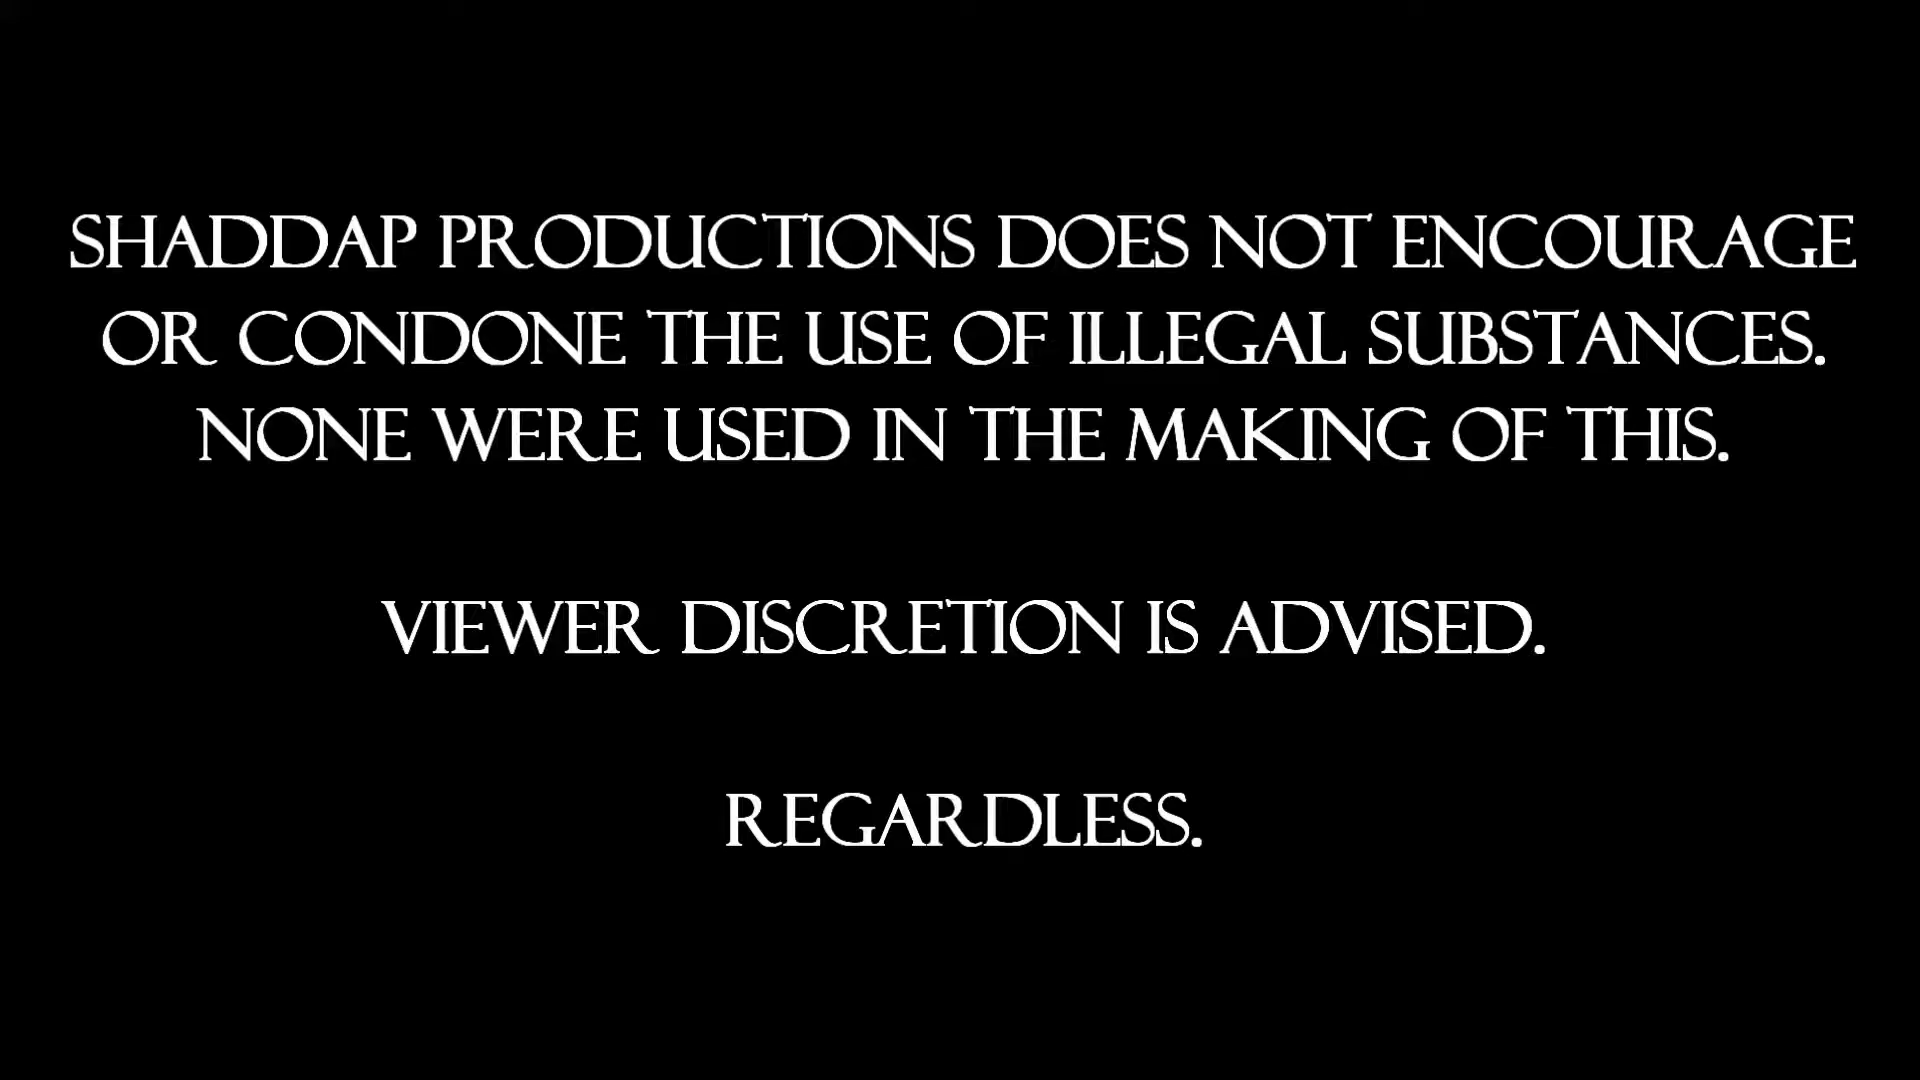 SHADDAP PRODUCTIONS DOES NOT ENCOURAGE
OR CONDONE THE USE OF ILLEGAL SUBSTANCES.
NONE WERE USED IN THE MAKING OF THIS.
VIEWER DISCRETION IS ADVISED.
REGARDLESS.